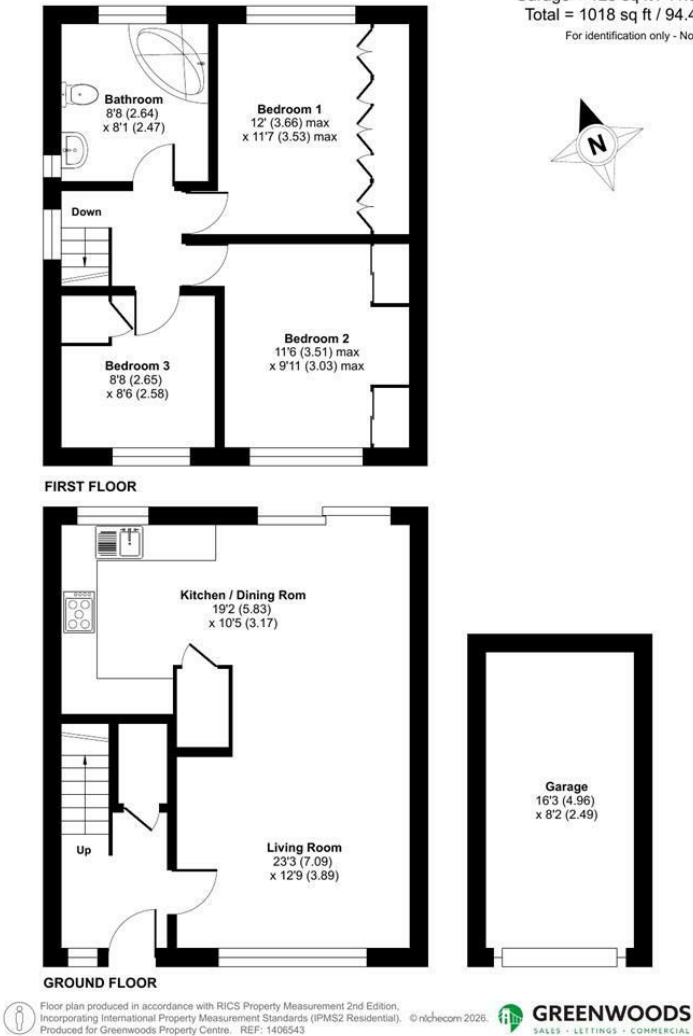 Total = 1018 sq ft / 94.4
For identification only - No
N
Bathroom
8'8 (2.64)
x 8'1 (2.47)
Bedroom 1
12' (3.66) max
x 11'7 (3.53) max
Down
Bedroom 2
11'6 (3.51) max
x 9'11 (3.03) max
Bedroom 3
8'8 (2.65)
x 8'6 (2.58)
FIRST FLOOR
Kitchen / Dining Rom
19'2 (5.83)
x 10'5 (3.17)
Garage
16'3 (4.96)
x 8'2 (2.49)
Up
Living Room
23'3 (7.09)
x 12'9 (3.89)
GROUND FLOOR
Floor plan produced in accordance with RICS Property Measurement 2nd Edition,
Incorporating International Property Measurement Standards (IPMS2 Residential). © nichecom 2026.
Produced for Greenwoods Property Centre. REF: 1406543
GREENWOODS
SALES • LETTINGS • COMMERCIAL